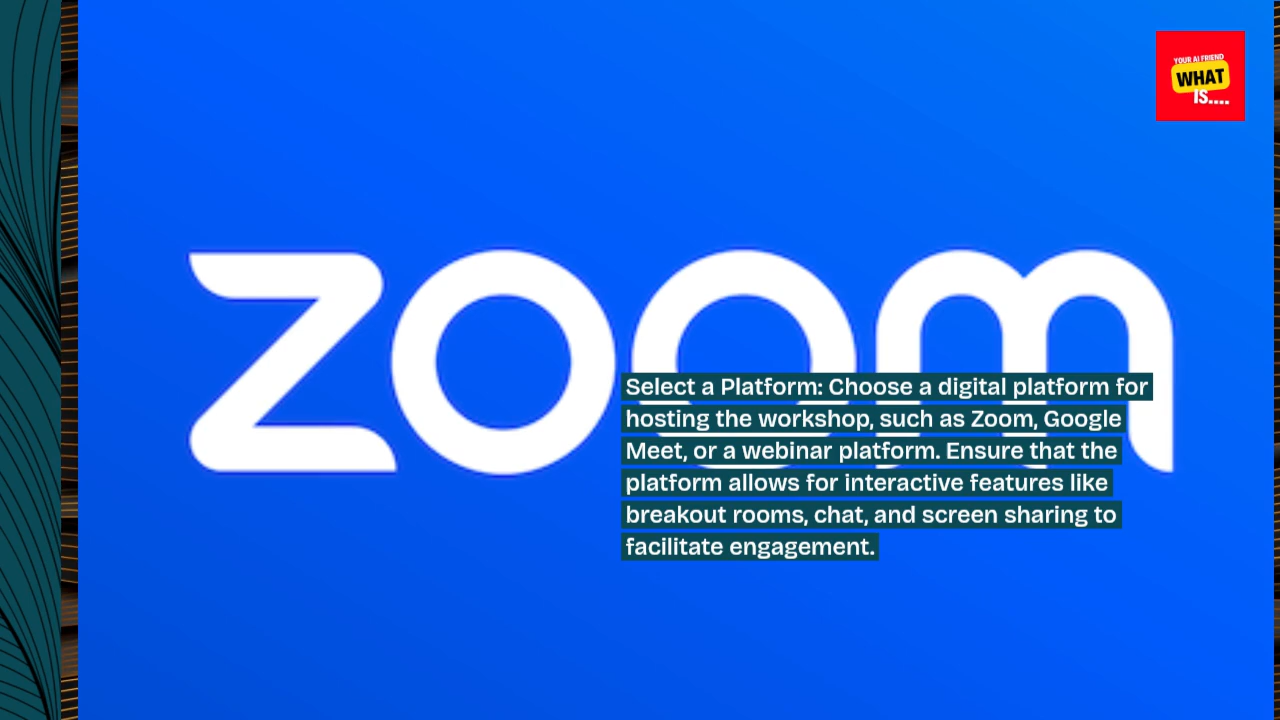 YOUR AI FRIEND
WHAT
IS....
zoom
Select a Platform: Choose a digital platform for
hosting the workshop, such as Zoom, Google
Meet, or a webinar platform. Ensure that the
platform allows for interactive features like
breakout rooms, chat, and screen sharing to
facilitate engagement.